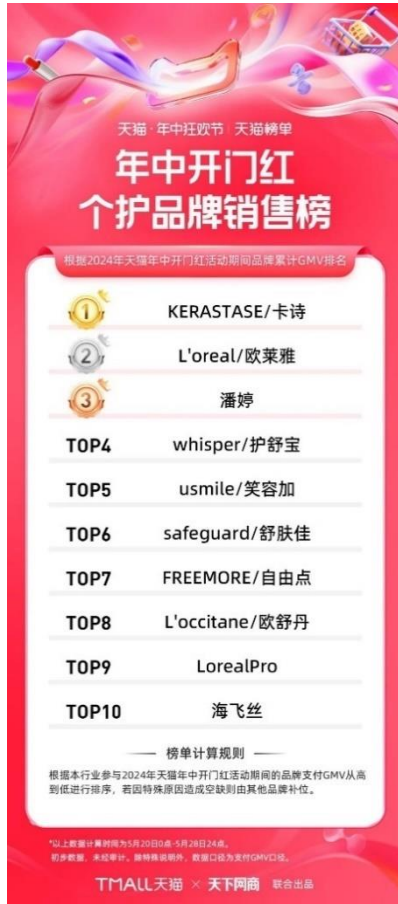 天猫·年中狂欢节 | 天猫榜单
年中开门红
个护品牌销售榜
根据2024年天猫年中开门红活动期间品牌累计GMV排名
1 KERASTASE/卡诗
2 L'oreal/欧莱雅
3 潘婷
TOP4 whisper/护舒宝
TOP5 usmile/笑容加
TOP6 safeguard/舒肤佳
TOP7 FREEMORE/自由点
TOP8 L'occitane/欧舒丹
TOP9 LorealPro
TOP10 海飞丝
榜单计算规则
根据本行业参与2024年天猫年中开门红活动期间的品牌支付GMV从高
到低进行排序，若因特殊原因造成空缺则由其他品牌补位。
*以上数据计算时间为5月20日0点-5月28日24点。
初步数据，未经审计。除特殊说明外，数据口径为支付GMV口径。
TMALL天猫 × 天下网商 联合出品